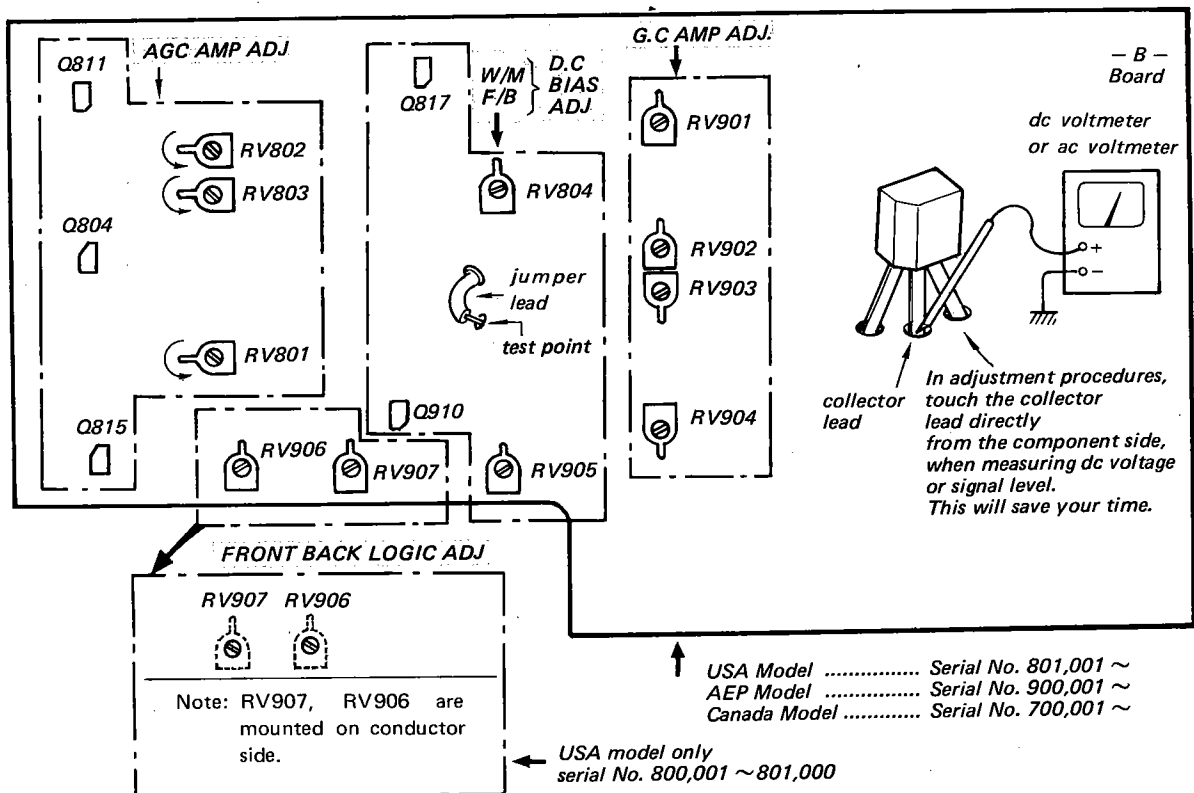 AGC AMP ADJ.
Q811
RV802
RV803
Q804
RV801
Q815
Q817
W/M
F/B
D.C
BIAS
ADJ
RV804
jumper
lead
test point
Q910
RV906
RV907
RV905
G.C AMP ADJ.
RV901
RV902
RV903
RV904
— B —
Board
dc voltmeter
or ac voltmeter
+
−
collector
lead
In adjustment procedures,
touch the collector
lead directly
from the component side,
when measuring dc voltage
or signal level.
This will save your time.
FRONT BACK LOGIC ADJ
RV907 RV906
Note: RV907, RV906 are
mounted on conductor
side.
USA Model .............. Serial No. 801,001 ~
AEP Model .............. Serial No. 900,001 ~
Canada Model ............. Serial No. 700,001 ~
USA model only
serial No. 800,001 ~801,000